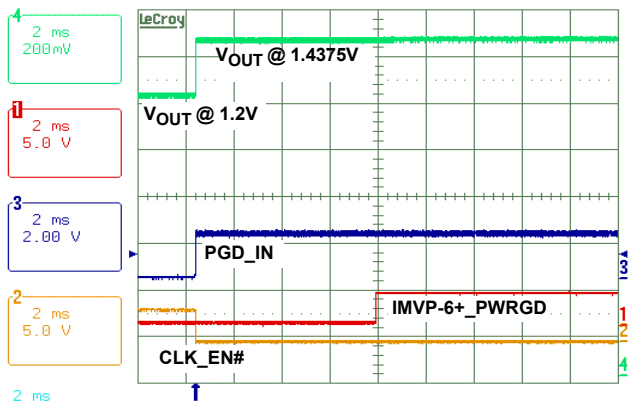 LeCroy
4
2 ms
200mV
1
2 ms
5.0 V
3
2 ms
2.00 V
2
2 ms
5.0 V
2 ms
VOUT @ 1.4375V
VOUT @ 1.2V
PGD_IN
IMVP-6+_PWRGD
CLK_EN#
3
1
2
4